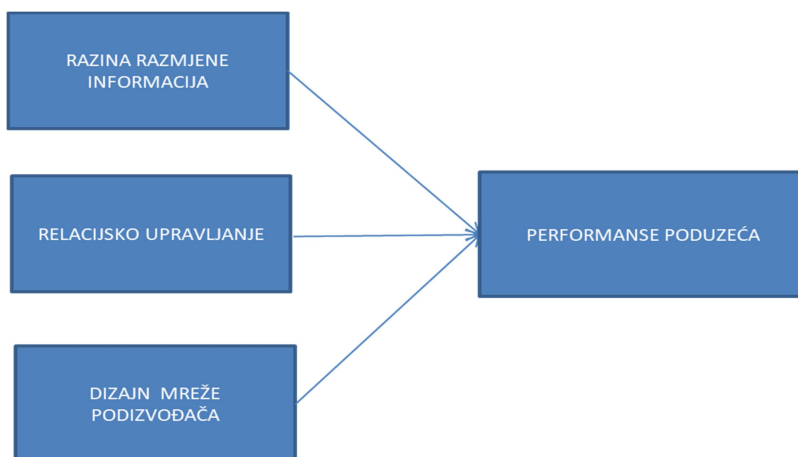 RAZINA RAZMJENE
INFORMACIJA
RELACIJSKO UPRAVLJANJE
PERFORMANSE PODUZEĆA
DIZAJN MREŽE
PODIZVOĐAČA